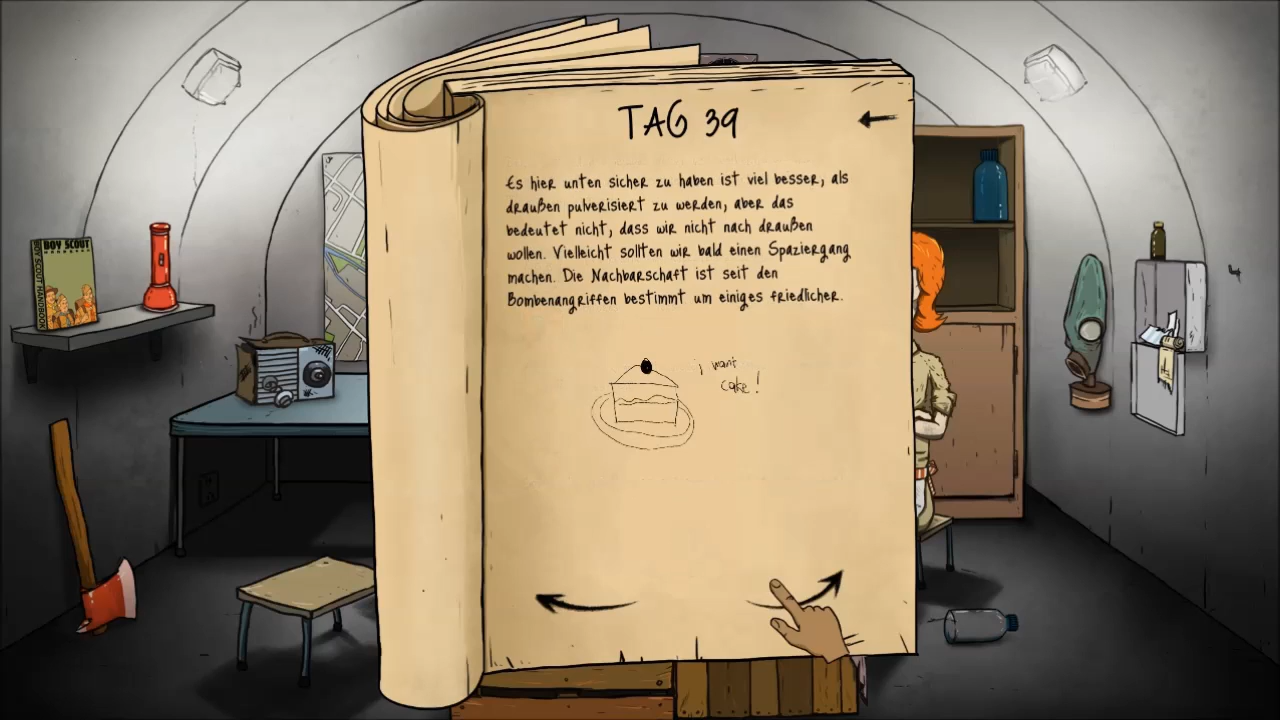 TAG 39
Es hier unten sicher zu haben ist viel besser, als
draußen pulverisiert zu werden, aber das
bedeutet nicht, dass wir nicht nach draußen
wollen. Vielleicht sollten wir bald einen Spaziergang
machen. Die Nachbarschaft ist seit den
Bombenangriffen bestimmt um einiges friedlicher.
i want
cake!
BOY SCOUT
BOY SCOUT HANDBOOK